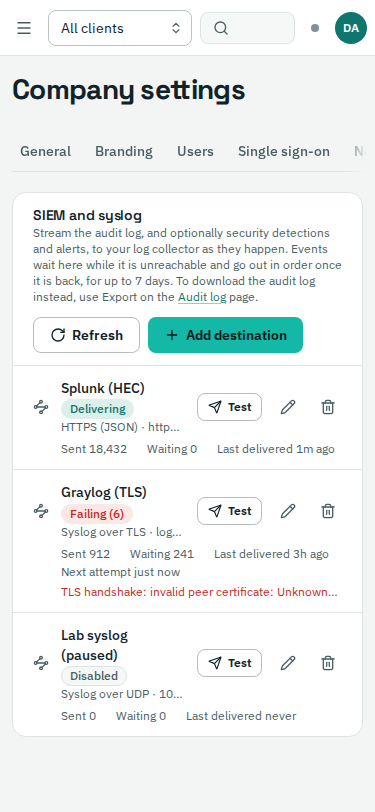 All clients
DA
Company settings
General Branding Users Single sign-on
SIEM and syslog
Stream the audit log, and optionally security detections
and alerts, to your log collector as they happen. Events
wait here while it is unreachable and go out in order once
it is back, for up to 7 days. To download the audit log
instead, use Export on the Audit log page.
Refresh Add destination
Splunk (HEC)
Delivering
HTTPS (JSON) · http...
Test
Sent 18,432 Waiting 0 Last delivered 1m ago
Graylog (TLS)
Failing (6)
Syslog over TLS · log...
Test
Sent 912 Waiting 241 Last delivered 3h ago
Next attempt just now
TLS handshake: invalid peer certificate: Unknown...
Lab syslog
(paused)
Disabled
Syslog over UDP · 10...
Test
Sent 0 Waiting 0 Last delivered never